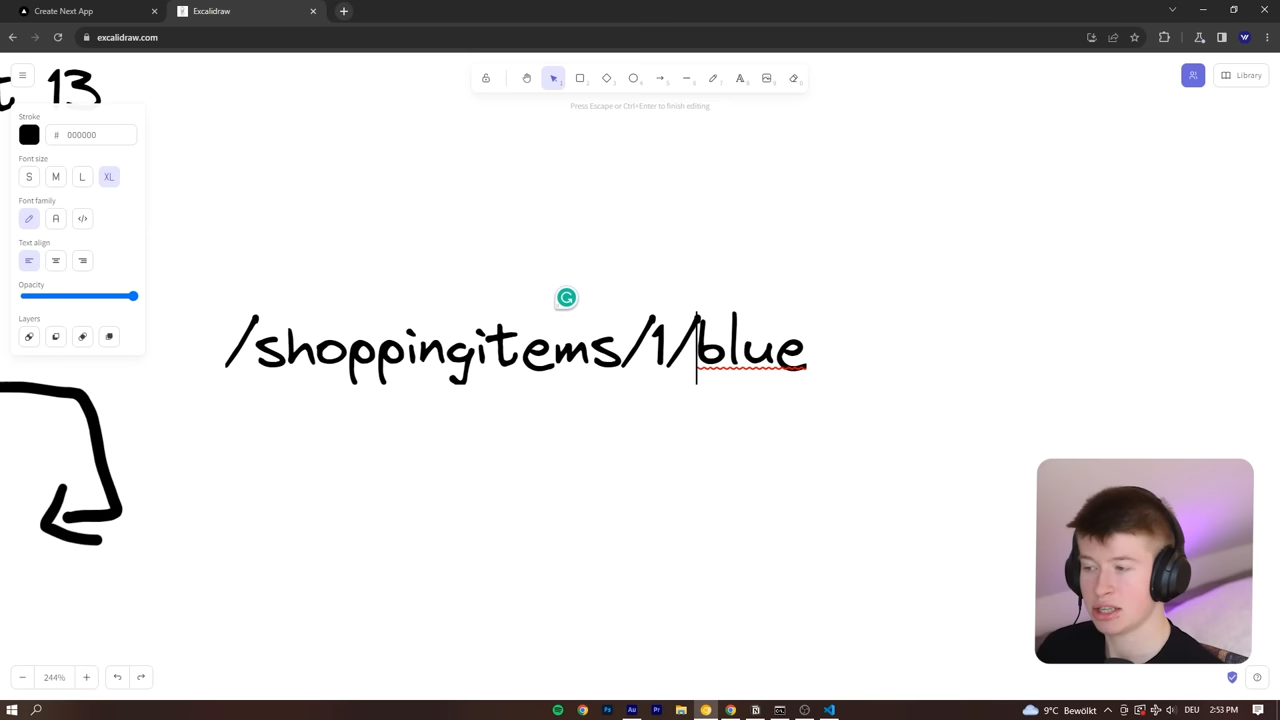 Create Next App
Excalidraw
excalidraw.com
13
Library
Press Escape or Ctrl+Enter to finish editing
Stroke
# 000000
Font size
S M L XL
Font family
A </>
Text align
Opacity
Layers
/shoppingitems/1/blue
244%
9°C Bewölkt
DEU
2:53 PM